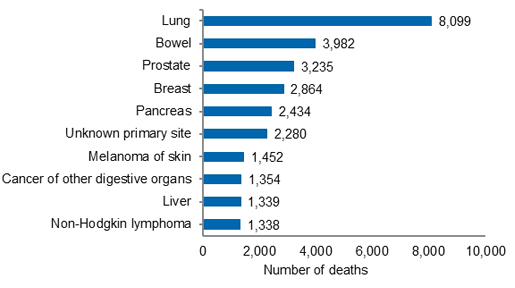 Lung 8,099
Bowel 3,982
Prostate 3,235
Breast 2,864
Pancreas 2,434
Unknown primary site 2,280
Melanoma of skin 1,452
Cancer of other digestive organs 1,354
Liver 1,339
Non-Hodgkin lymphoma 1,338
0 2,000 4,000 6,000 8,000 10,000
Number of deaths